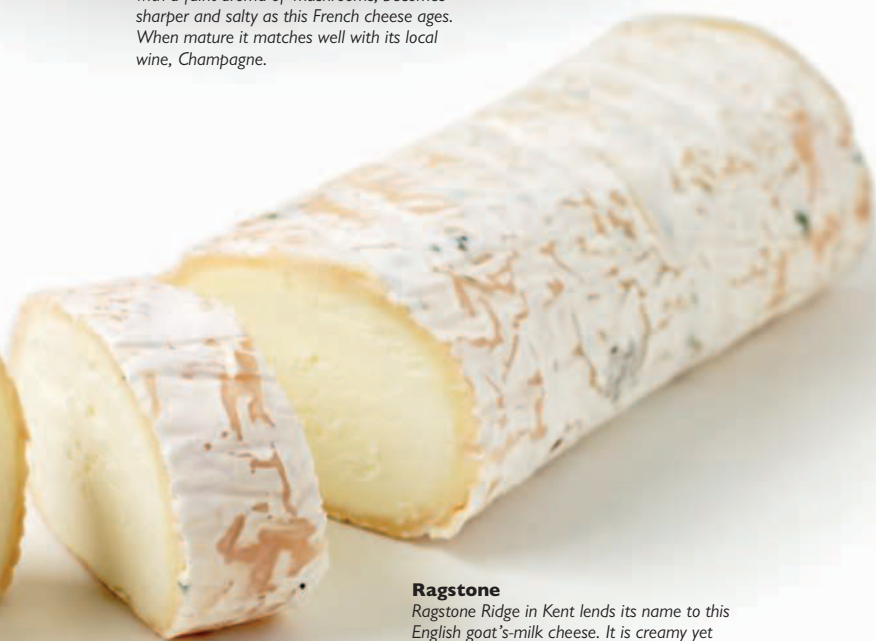 sharper and salty as this French cheese ages.
When mature it matches well with its local
wine, Champagne.
Ragstone
Ragstone Ridge in Kent lends its name to this
English goat's-milk cheese. It is creamy yet